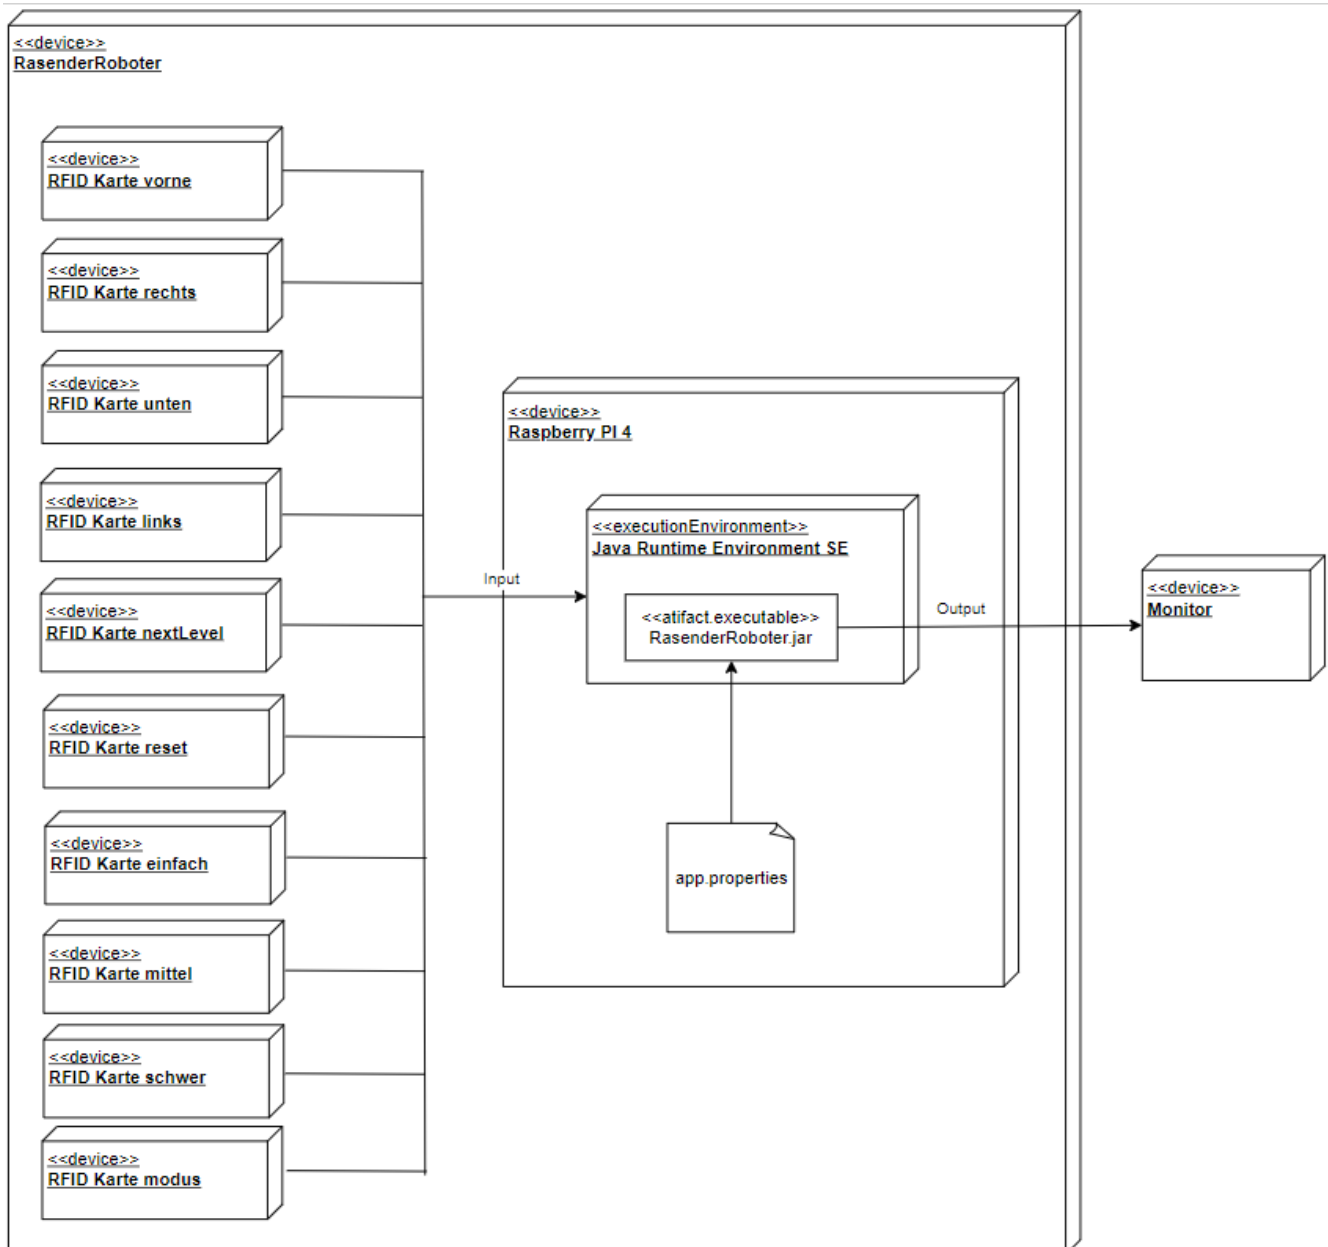 <<device>>
RasenderRoboter
<<device>>
RFID Karte vorne
<<device>>
RFID Karte rechts
<<device>>
RFID Karte unten
<<device>>
RFID Karte links
<<device>>
RFID Karte nextLevel
<<device>>
RFID Karte reset
<<device>>
RFID Karte einfach
<<device>>
RFID Karte mittel
<<device>>
RFID Karte schwer
<<device>>
RFID Karte modus
Input
<<device>>
Raspberry PI 4
<<executionEnvironment>>
Java Runtime Environment SE
<<atifact.executable>>
RasenderRoboter.jar
app.properties
Output
<<device>>
Monitor